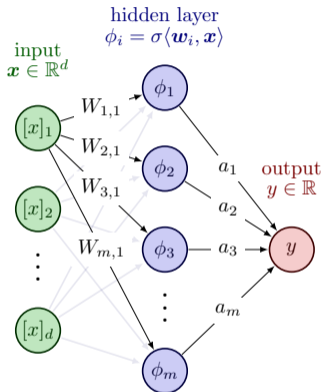 hidden layer
ϕ_i = σ⟨w_i, x⟩
input
x ∈ ℝ^d
ϕ_1
W_{1,1}
[x]_1
W_{2,1}
ϕ_2
a_1
output
y ∈ ℝ
W_{3,1}
a_2
[x]_2
W_{m,1}
ϕ_3
a_3
y
⋮
⋮
a_m
[x]_d
ϕ_m